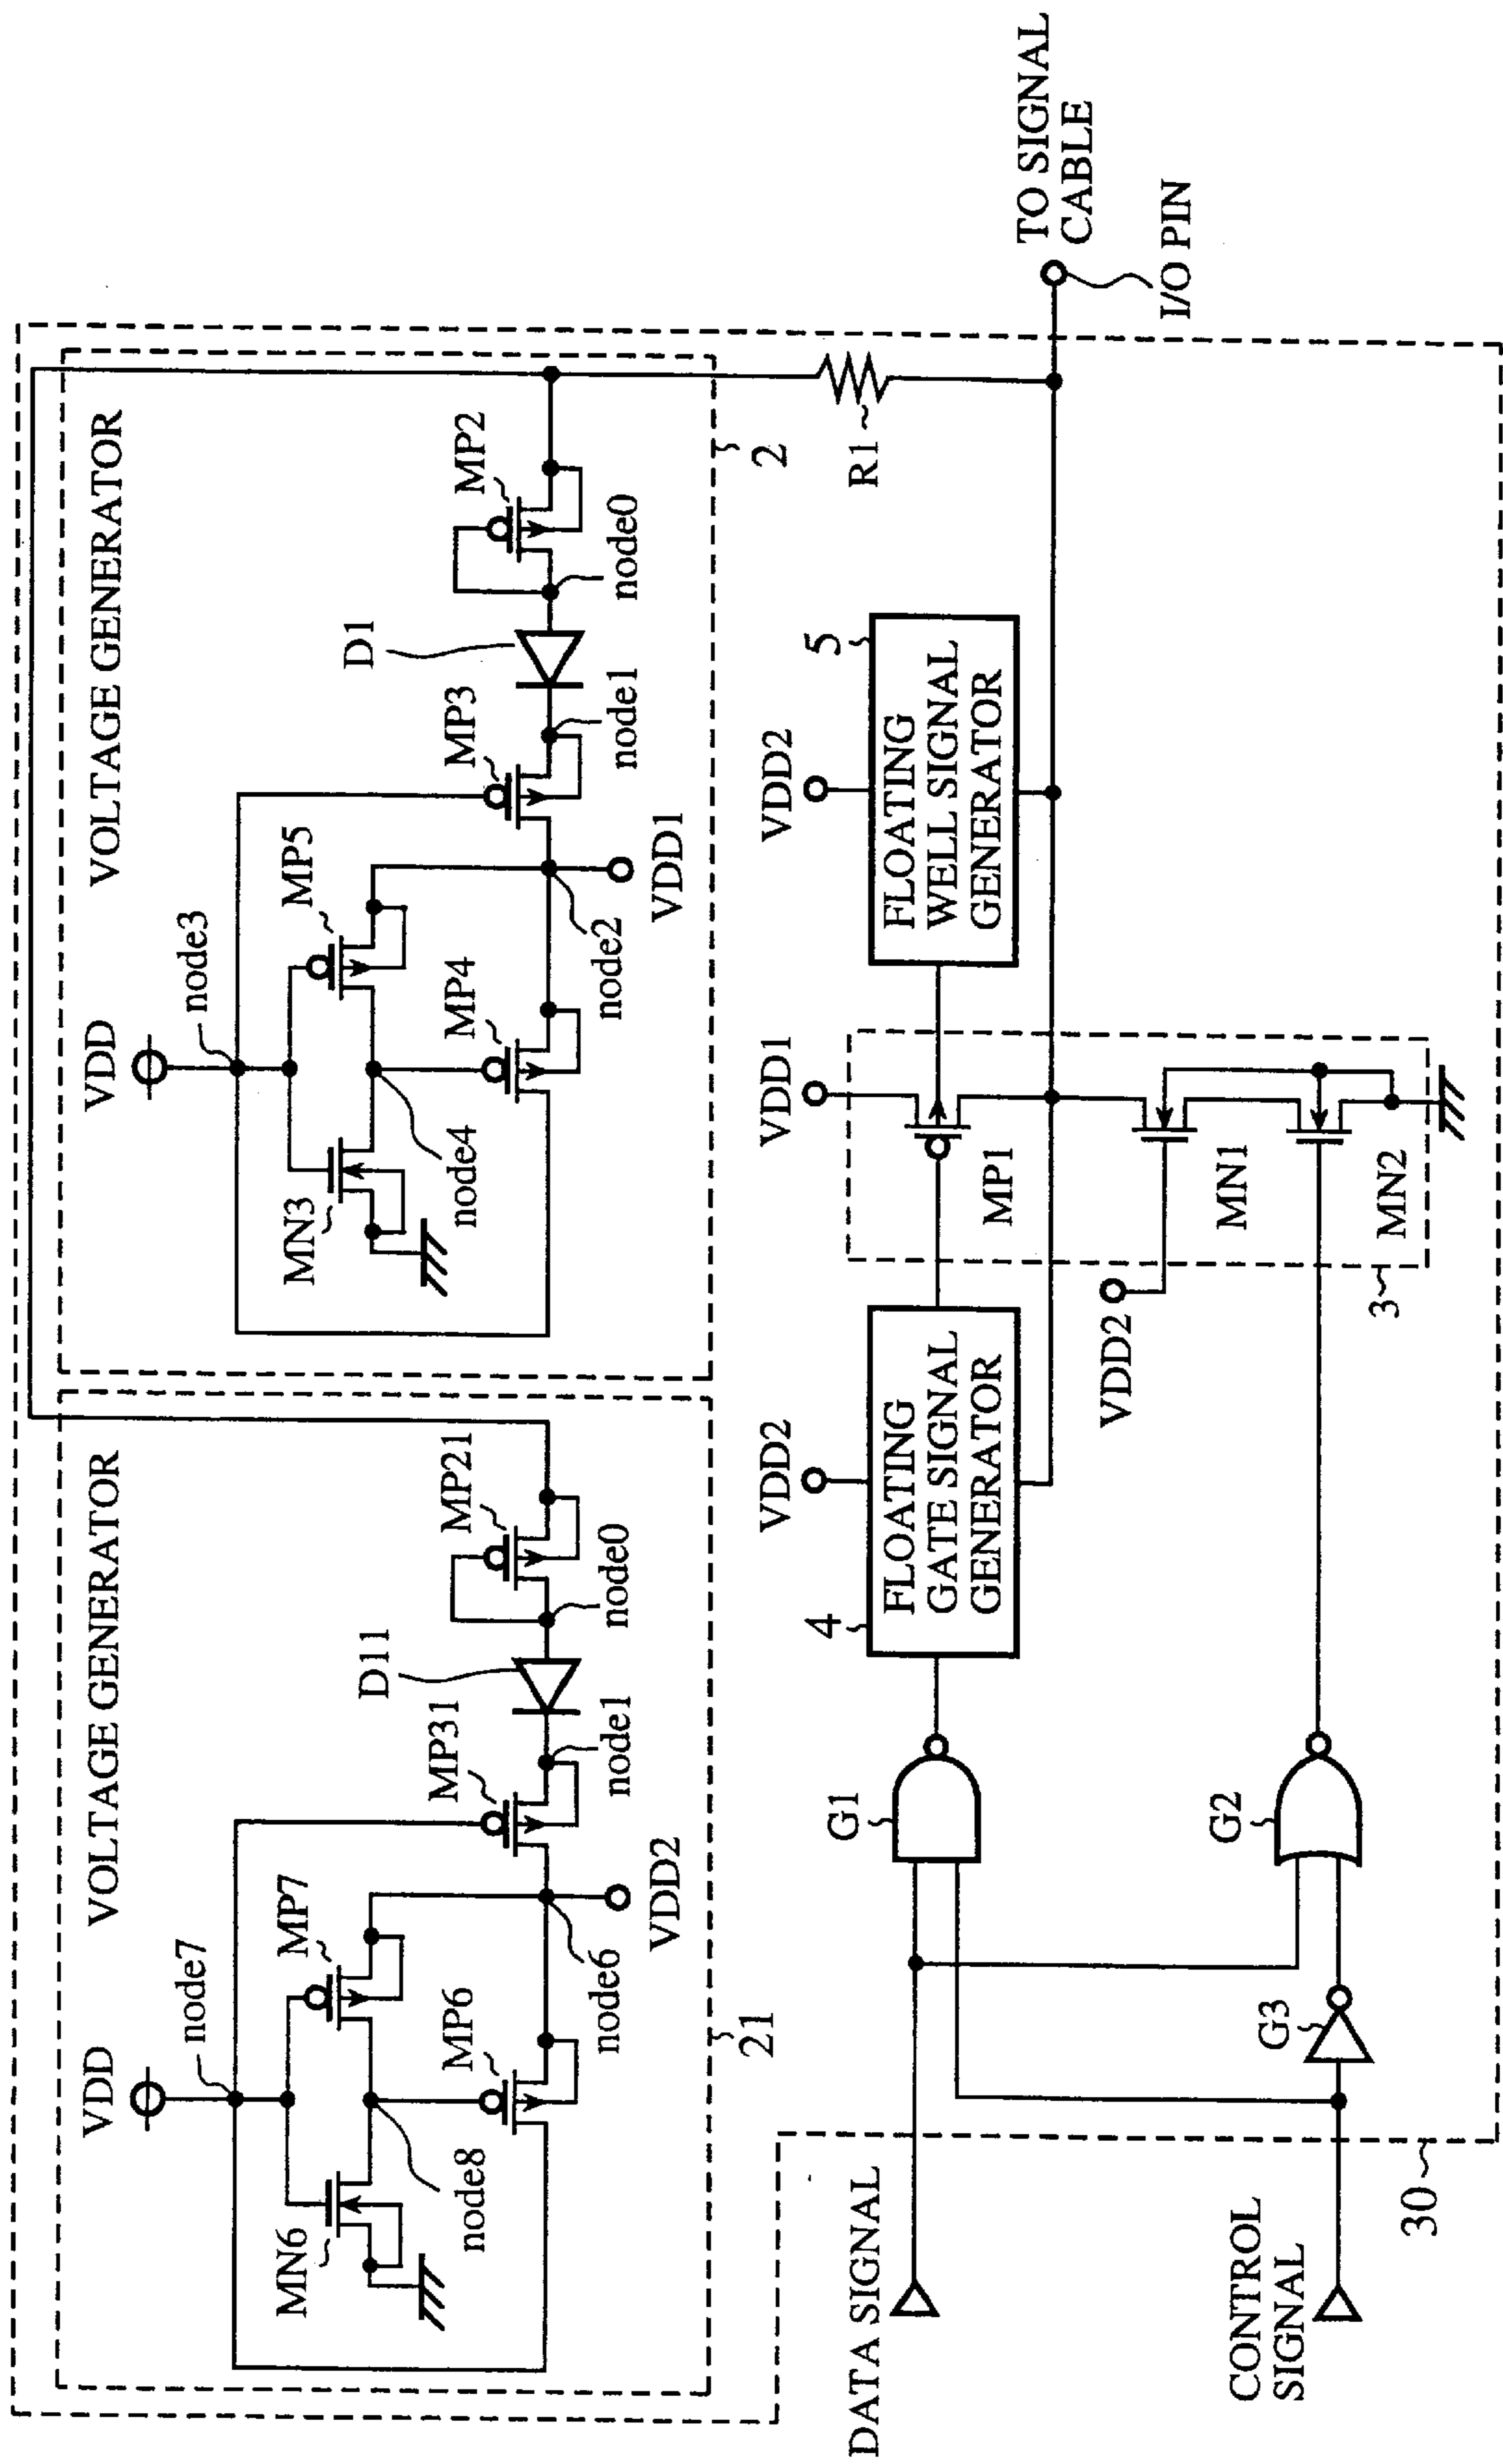 VOLTAGE GENERATOR
VDD
node7
MP7
MN6
node8
MP6
node6
VDD2
MP31
node1
D11
MP21
node0
21
VOLTAGE GENERATOR
VDD
node3
MP5
MN3
node4
MP4
node2
VDD1
MP3
node1
D1
MP2
node0
2
R1
TO SIGNAL
CABLE
I/O PIN
DATA SIGNAL
CONTROL
SIGNAL
30
G1
G2
G3
VDD2
4
FLOATING
GATE SIGNAL
GENERATOR
VDD1
MP1
VDD2
MN1
MN2
3
VDD2
5
FLOATING
WELL SIGNAL
GENERATOR